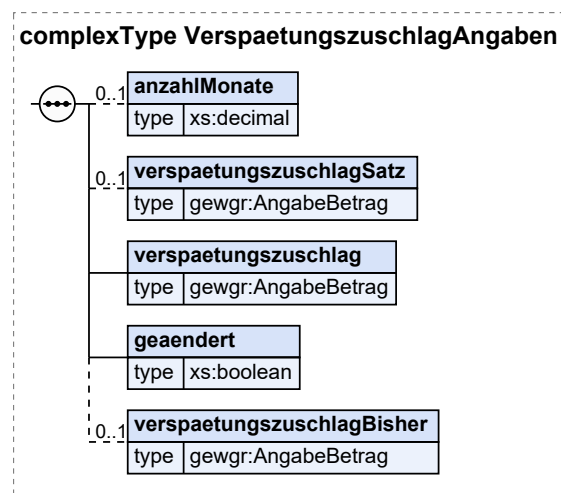 complexType VerspaetungszuschlagAngaben
0..1 anzahlMonate
type xs:decimal
0..1 verspaetungszuschlagSatz
type gewgr:AngabeBetrag
verspaetungszuschlag
type gewgr:AngabeBetrag
geaendert
type xs:boolean
0..1 verspaetungszuschlagBisher
type gewgr:AngabeBetrag